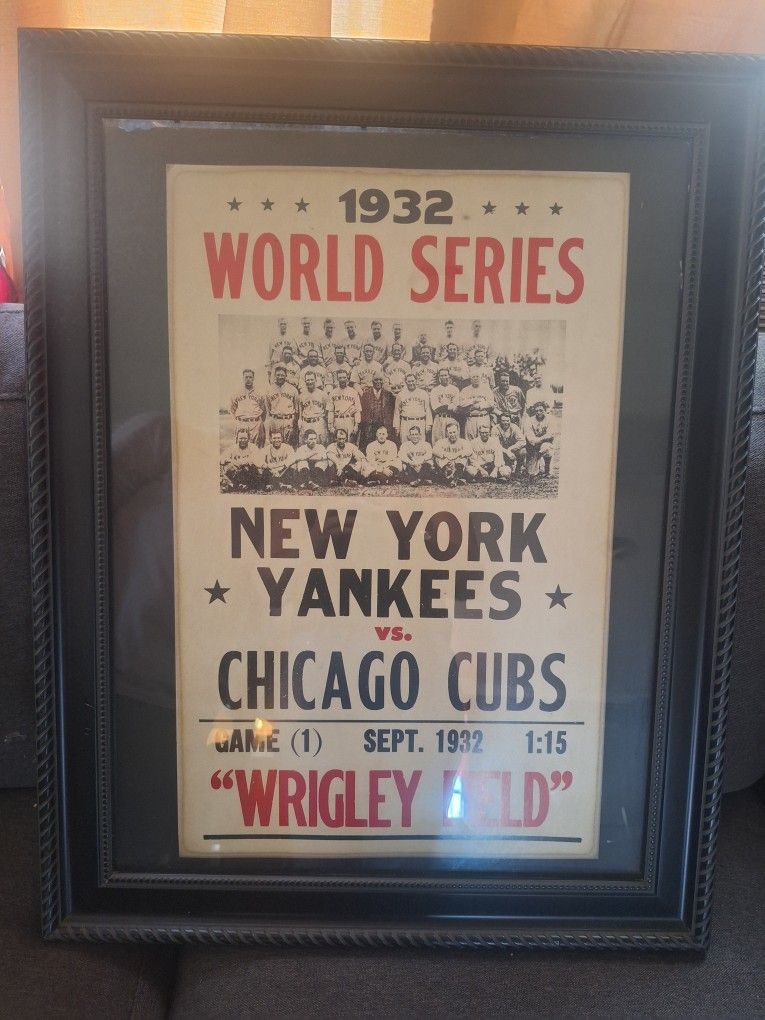 1932
WORLD SERIES
NEW YORK
YANKEES
vs.
CHICAGO CUBS
GAME (1) SEPT. 1932 1:15
"WRIGLEY FIELD"